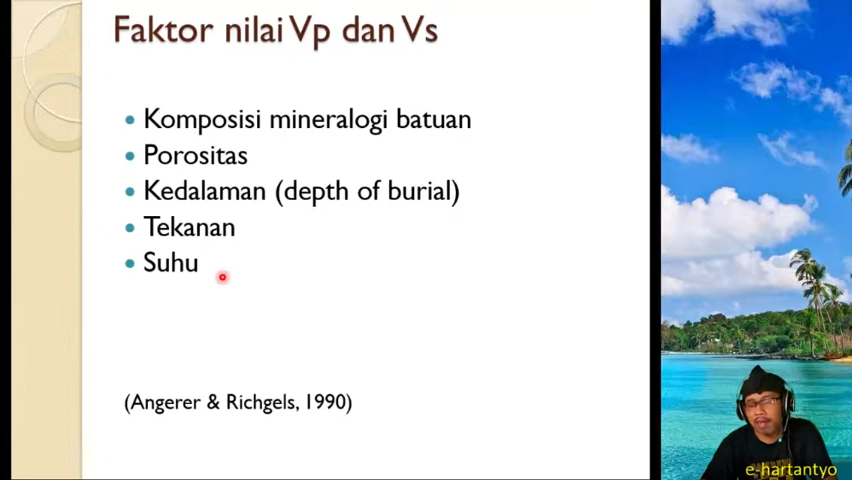 Faktor nilai Vp dan Vs
Komposisi mineralogi batuan
Porositas
Kedalaman (depth of burial)
Tekanan
Suhu
(Angerer & Richgels, 1990)
e-hartantyo